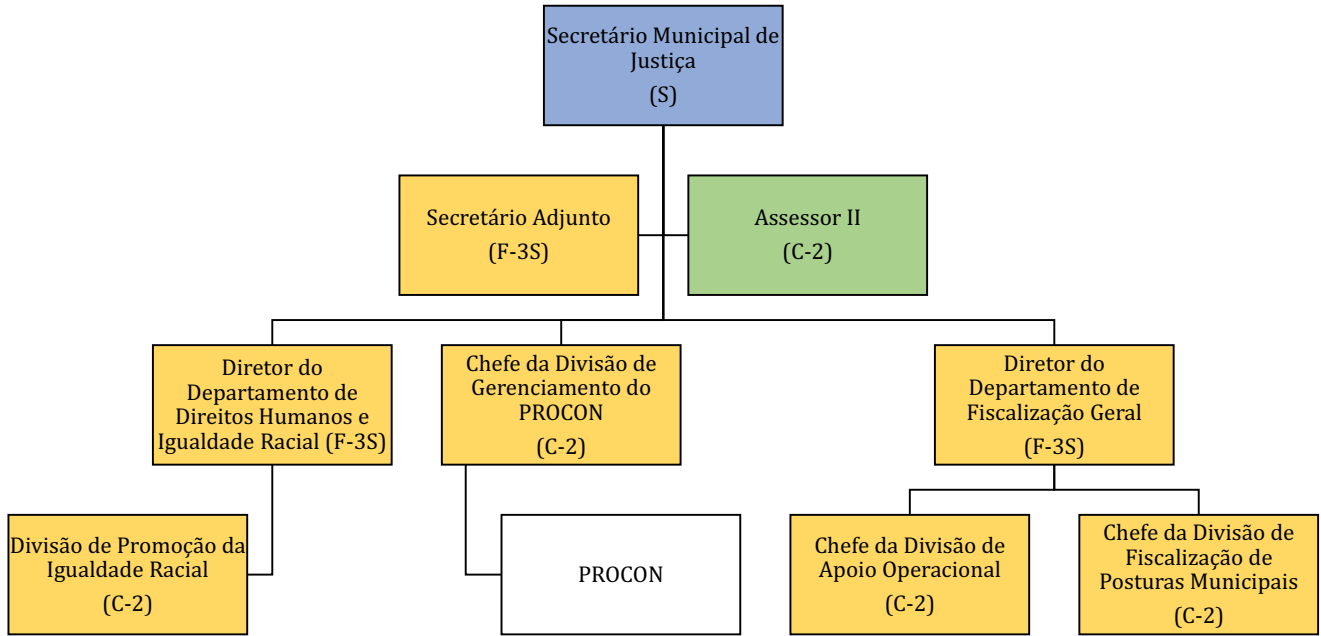 Secretário Municipal de
Justiça
(S)
Secretário Adjunto
(F-3S)
Assessor II
(C-2)
Diretor do
Departamento de
Direitos Humanos e
Igualdade Racial (F-3S)
Chefe da Divisão de
Gerenciamento do
PROCON
(C-2)
Diretor do
Departamento de
Fiscalização Geral
(F-3S)
Divisão de Promoção da
Igualdade Racial
(C-2)
PROCON
Chefe da Divisão de
Apoio Operacional
(C-2)
Chefe da Divisão de
Fiscalização de
Posturas Municipais
(C-2)